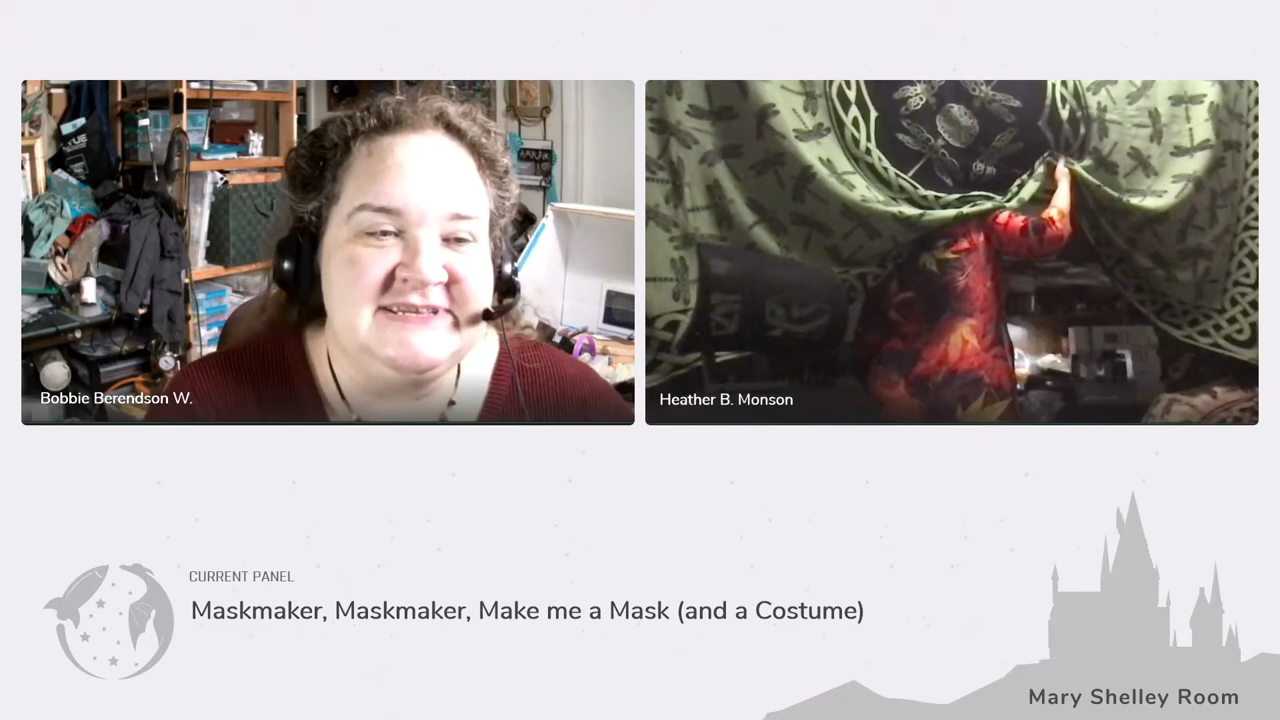 Bobbie Berendson W.
Heather B. Monson
CURRENT PANEL
Maskmaker, Maskmaker, Make me a Mask (and a Costume)
Mary Shelley Room